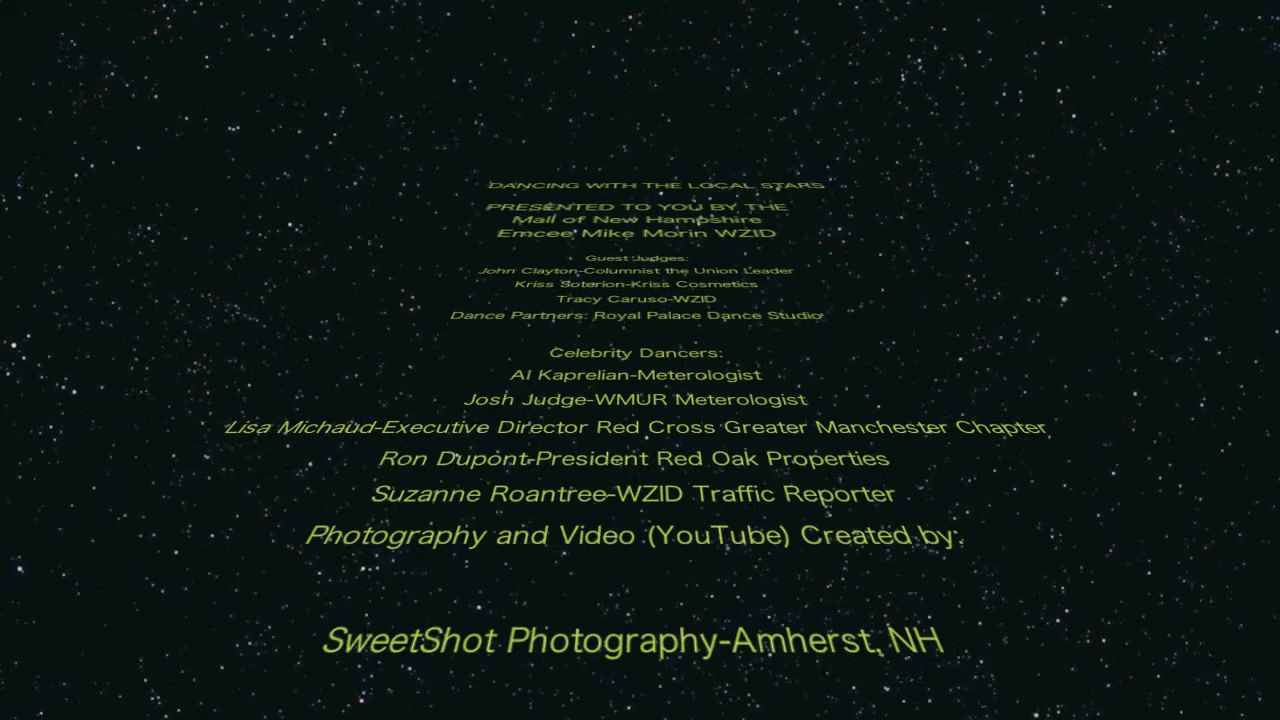 DANCING WITH THE LOCAL STARS
PRESENTED TO YOU BY THE
Mall of New Hampshire
Emcee Mike Morin WZID
Guest Judges:
John Clayton-Columnist the Union Leader
Kriss Soterion-Kriss Cosmetics
Tracy Caruso-WZID
Dance Partners: Royal Palace Dance Studio
Celebrity Dancers:
Al Kaprelian-Meterologist
Josh Judge-WMUR Meterologist
Lisa Michaud-Executive Director Red Cross Greater Manchester Chapter
Ron Dupont-President Red Oak Properties
Suzanne Roantree-WZID Traffic Reporter
Photography and Video (YouTube) Created by:
SweetShot Photography-Amherst, NH